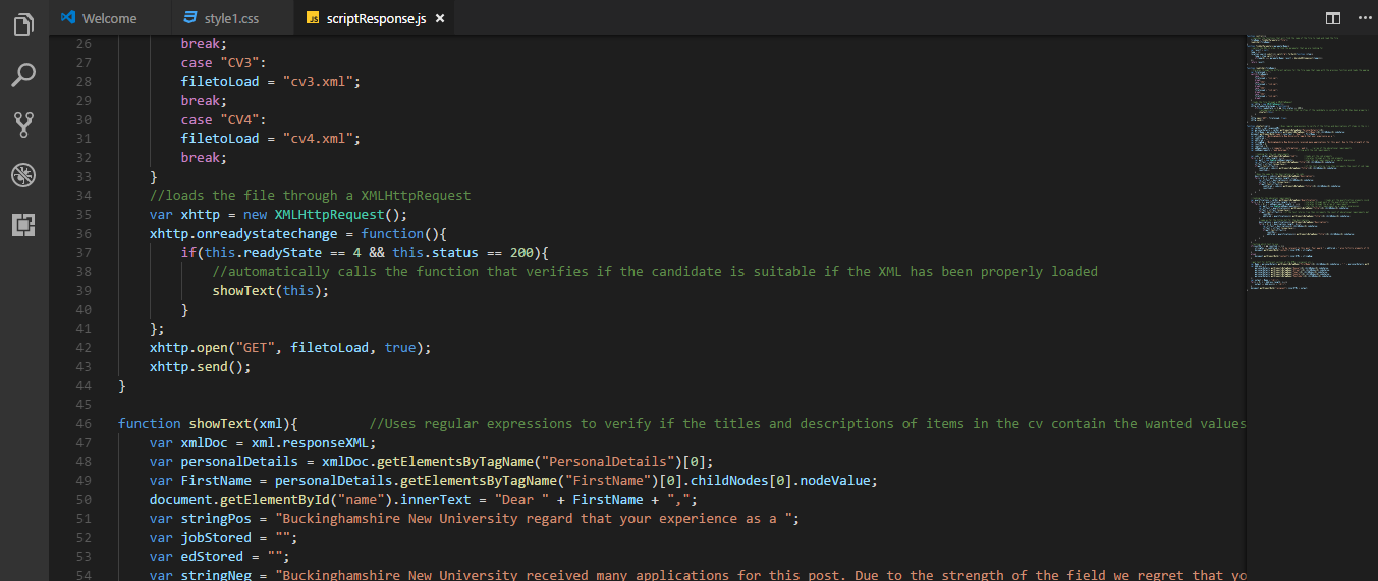 Welcome style1.css JS scriptResponse.js ×
26 break;
27 case "CV3":
28 filetoLoad = "cv3.xml";
29 break;
30 case "CV4":
31 filetoLoad = "cv4.xml";
32 break;
33 }
34 //loads the file through a XMLHttpRequest
35 var xhttp = new XMLHttpRequest();
36 xhttp.onreadystatechange = function(){
37 if(this.readyState == 4 && this.status == 200){
38 //automatically calls the function that verifies if the candidate is suitable if the XML has been properly loaded
39 showText(this);
40 }
41 };
42 xhttp.open("GET", filetoLoad, true);
43 xhttp.send();
44 }
45
46 function showText(xml){ //Uses regular expressions to verify if the titles and descriptions of items in the cv contain the wanted values
47 var xmlDoc = xml.responseXML;
48 var personalDetails = xmlDoc.getElementsByTagName("PersonalDetails")[0];
49 var FirstName = personalDetails.getElementsByTagName("FirstName")[0].childNodes[0].nodeValue;
50 document.getElementById("name").innerText = "Dear " + FirstName + ",";
51 var stringPos = "Buckinghamshire New University regard that your experience as a ";
52 var jobStored = "";
53 var edStored = "";
54 var stringNeg = "Buckinghamshire New University received many applications for this post. Due to the strength of the field we regret that yo